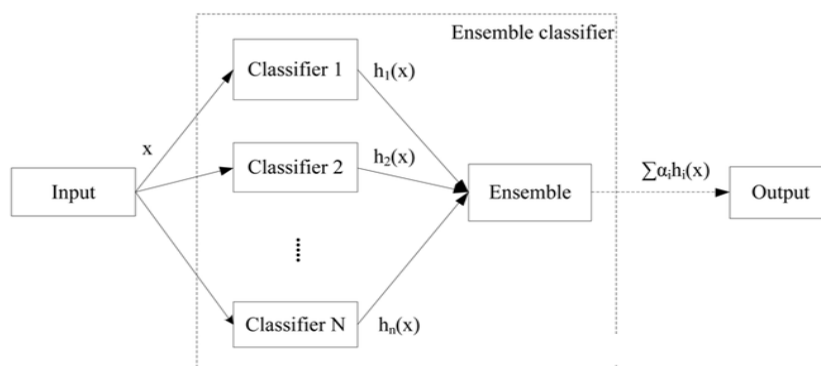 Ensemble classifier
Classifier 1
h₁(x)
x
Classifier 2
h₂(x)
Input
Ensemble
∑αᵢhᵢ(x)
Output
Classifier N
hₙ(x)